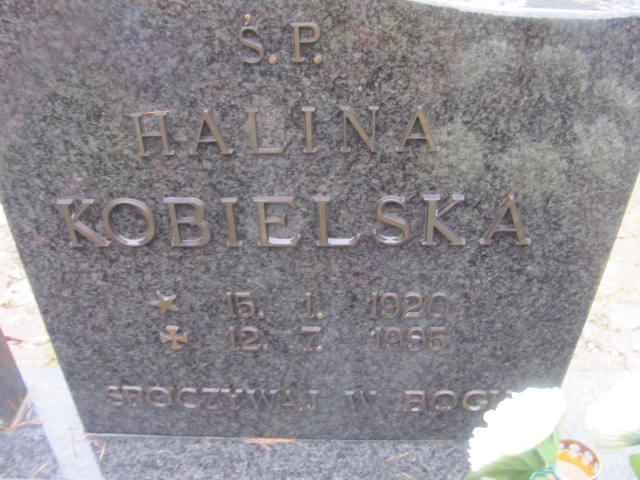 Ś.P.
HALINA
KOBIELSKA
15. 1. 1920
12. 7. 1995
SPOCZYWAJ W BOGU